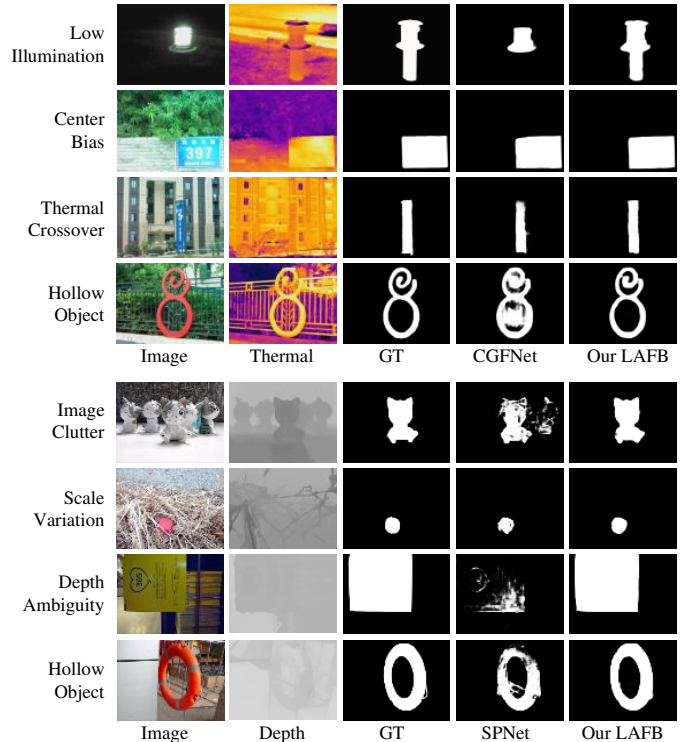 Low
Illumination
Center
Bias
397
Thermal
Crossover
Hollow
Object
Image Thermal GT CGFNet Our LAFB
Image
Clutter
Scale
Variation
Depth
Ambiguity
Hollow
Object
Image Depth GT SPNet Our LAFB